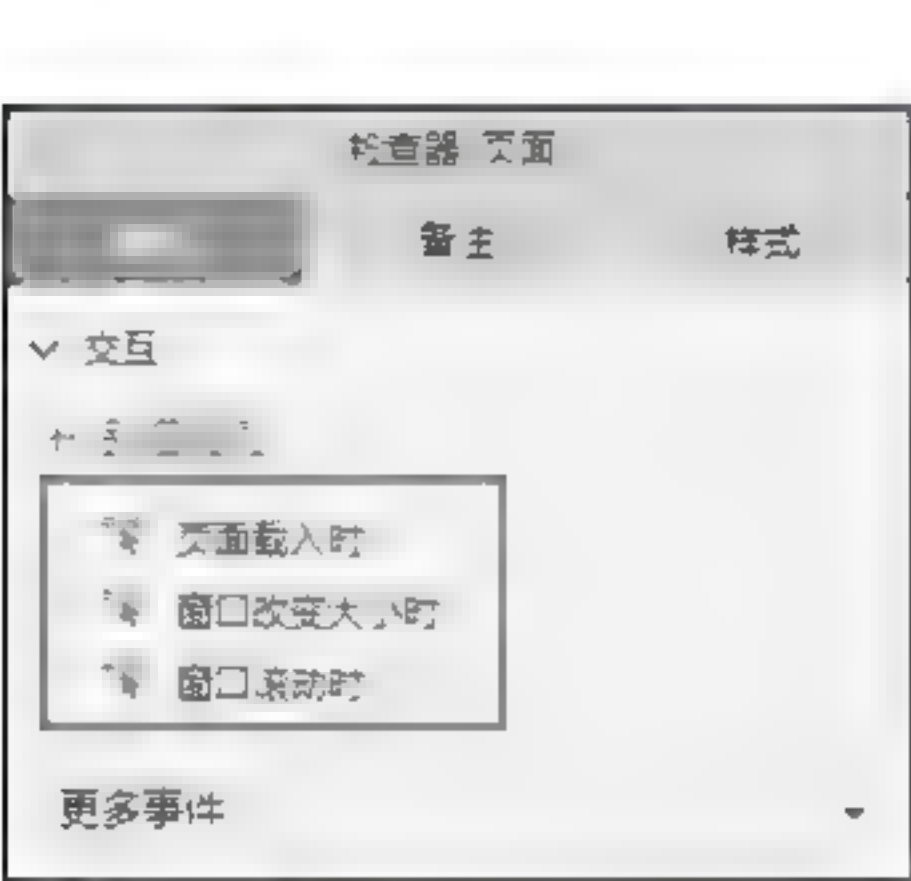 检查器:页面
备注 样式
交互
页面载入时
窗口改变大小时
窗口滚动时
更多事件